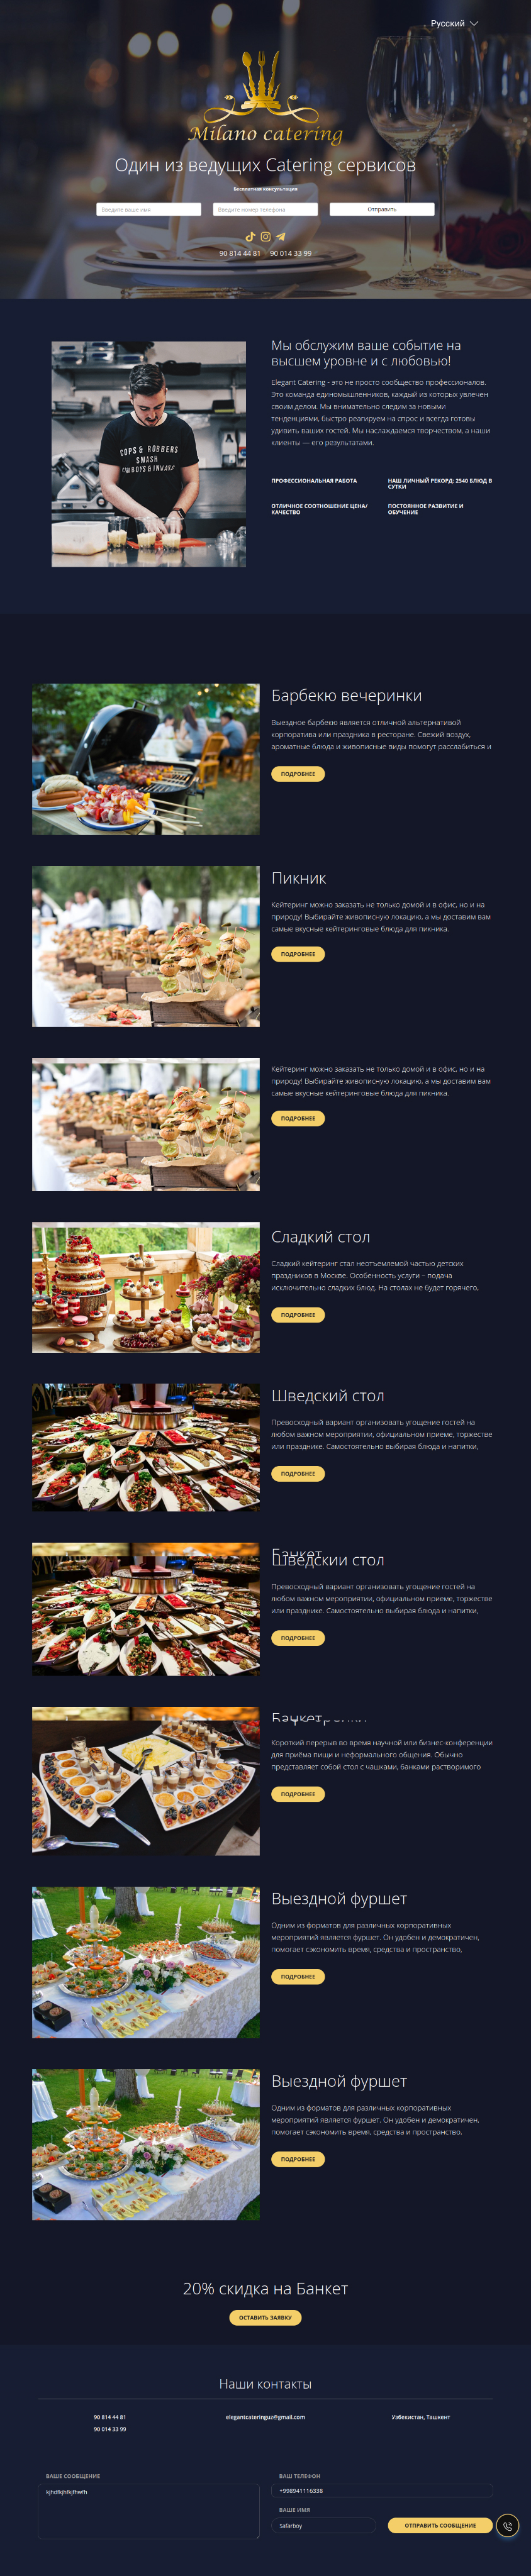 Русский
Milano catering
Один из ведущих Catering сервисов
Бесплатная консультация
Введите ваше имя
Введите номер телефона
Отправить
90 814 44 81 90 014 33 99
Мы обслужим ваше событие на
высшем уровне и с любовью!
Elegant Catering - это не просто сообщество профессионалов.
Это команда единомышленников, каждый из которых увлечен
своим делом. Мы внимательно следим за новыми
тенденциями, быстро реагируем на спрос и всегда готовы
удивить ваших гостей. Мы наслаждаемся творчеством, а наши
клиенты — его результатами.
COPS & ROBBERS
SMASH
ПРОФЕССИОНАЛЬНАЯ РАБОТА
НАШ ЛИЧНЫЙ РЕКОРД: 2540 БЛЮД В
СУТКИ
ОТЛИЧНОЕ СООТНОШЕНИЕ ЦЕНА/
КАЧЕСТВО
ПОСТОЯННОЕ РАЗВИТИЕ И
ОБУЧЕНИЕ
Барбекю вечеринки
Выездное барбекю является отличной альтернативой
корпоратива или праздника в ресторане. Свежий воздух,
ароматные блюда и живописные виды помогут расслабиться и
ПОДРОБНЕЕ
Пикник
Кейтеринг можно заказать не только домой и в офис, но и на
природу! Выбирайте живописную локацию, а мы доставим вам
самые вкусные кейтеринговые блюда для пикника.
ПОДРОБНЕЕ
Кейтеринг можно заказать не только домой и в офис, но и на
природу! Выбирайте живописную локацию, а мы доставим вам
самые вкусные кейтеринговые блюда для пикника.
ПОДРОБНЕЕ
Сладкий стол
Сладкий кейтеринг стал неотъемлемой частью детских
праздников в Москве. Особенность услуги – подача
исключительно сладких блюд. На столах не будет горячего,
ПОДРОБНЕЕ
Шведский стол
Превосходный вариант организовать угощение гостей на
любом важном мероприятии, официальном приеме, торжестве
или празднике. Самостоятельно выбирая блюда и напитки,
ПОДРОБНЕЕ
Банкет
Шведский стол
Превосходный вариант организовать угощение гостей на
любом важном мероприятии, официальном приеме, торжестве
или празднике. Самостоятельно выбирая блюда и напитки,
ПОДРОБНЕЕ
Короткий перерыв во время научной или бизнес-конференции
для приёма пищи и неформального общения. Обычно
представляет собой стол с чашками, банками растворимого
ПОДРОБНЕЕ
Выездной фуршет
Одним из форматов для различных корпоративных
мероприятий является фуршет. Он удобен и демократичен,
помогает сэкономить время, средства и пространство.
ПОДРОБНЕЕ
Выездной фуршет
Одним из форматов для различных корпоративных
мероприятий является фуршет. Он удобен и демократичен,
помогает сэкономить время, средства и пространство.
ПОДРОБНЕЕ
20% скидка на Банкет
ОСТАВИТЬ ЗАЯВКУ
Наши контакты
90 814 44 81
90 014 33 99
elegantcateringuz@gmail.com
Узбекистан, Ташкент
ВАШЕ СООБЩЕНИЕ
kjhdfkjhfkjfhwfh
ВАШ ТЕЛЕФОН
+998941116338
ВАШЕ ИМЯ
Safarboy
ОТПРАВИТЬ СООБЩЕНИЕ